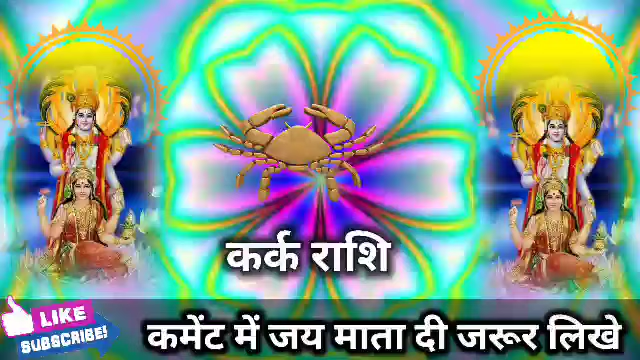 कर्क राशि
LIKE
SUBSCRIBE!
कमेंट में जय माता दी जरूर लिखे